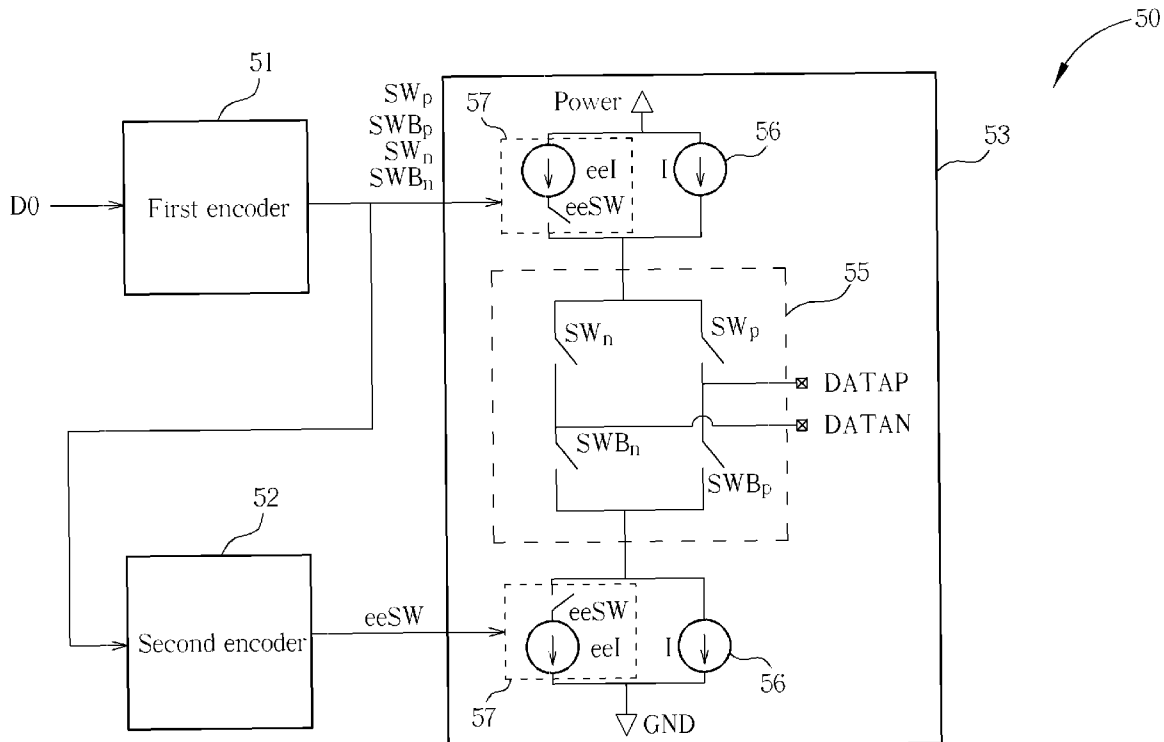 50
51
SWp
SWBp
SWn
SWBn
57
Power
56
53
eeI
I
D0
First encoder
eeSW
55
SWn
SWp
DATAP
DATAN
SWBn
SWBp
52
eeSW
eeSW
Second encoder
eeI
I
57
56
GND